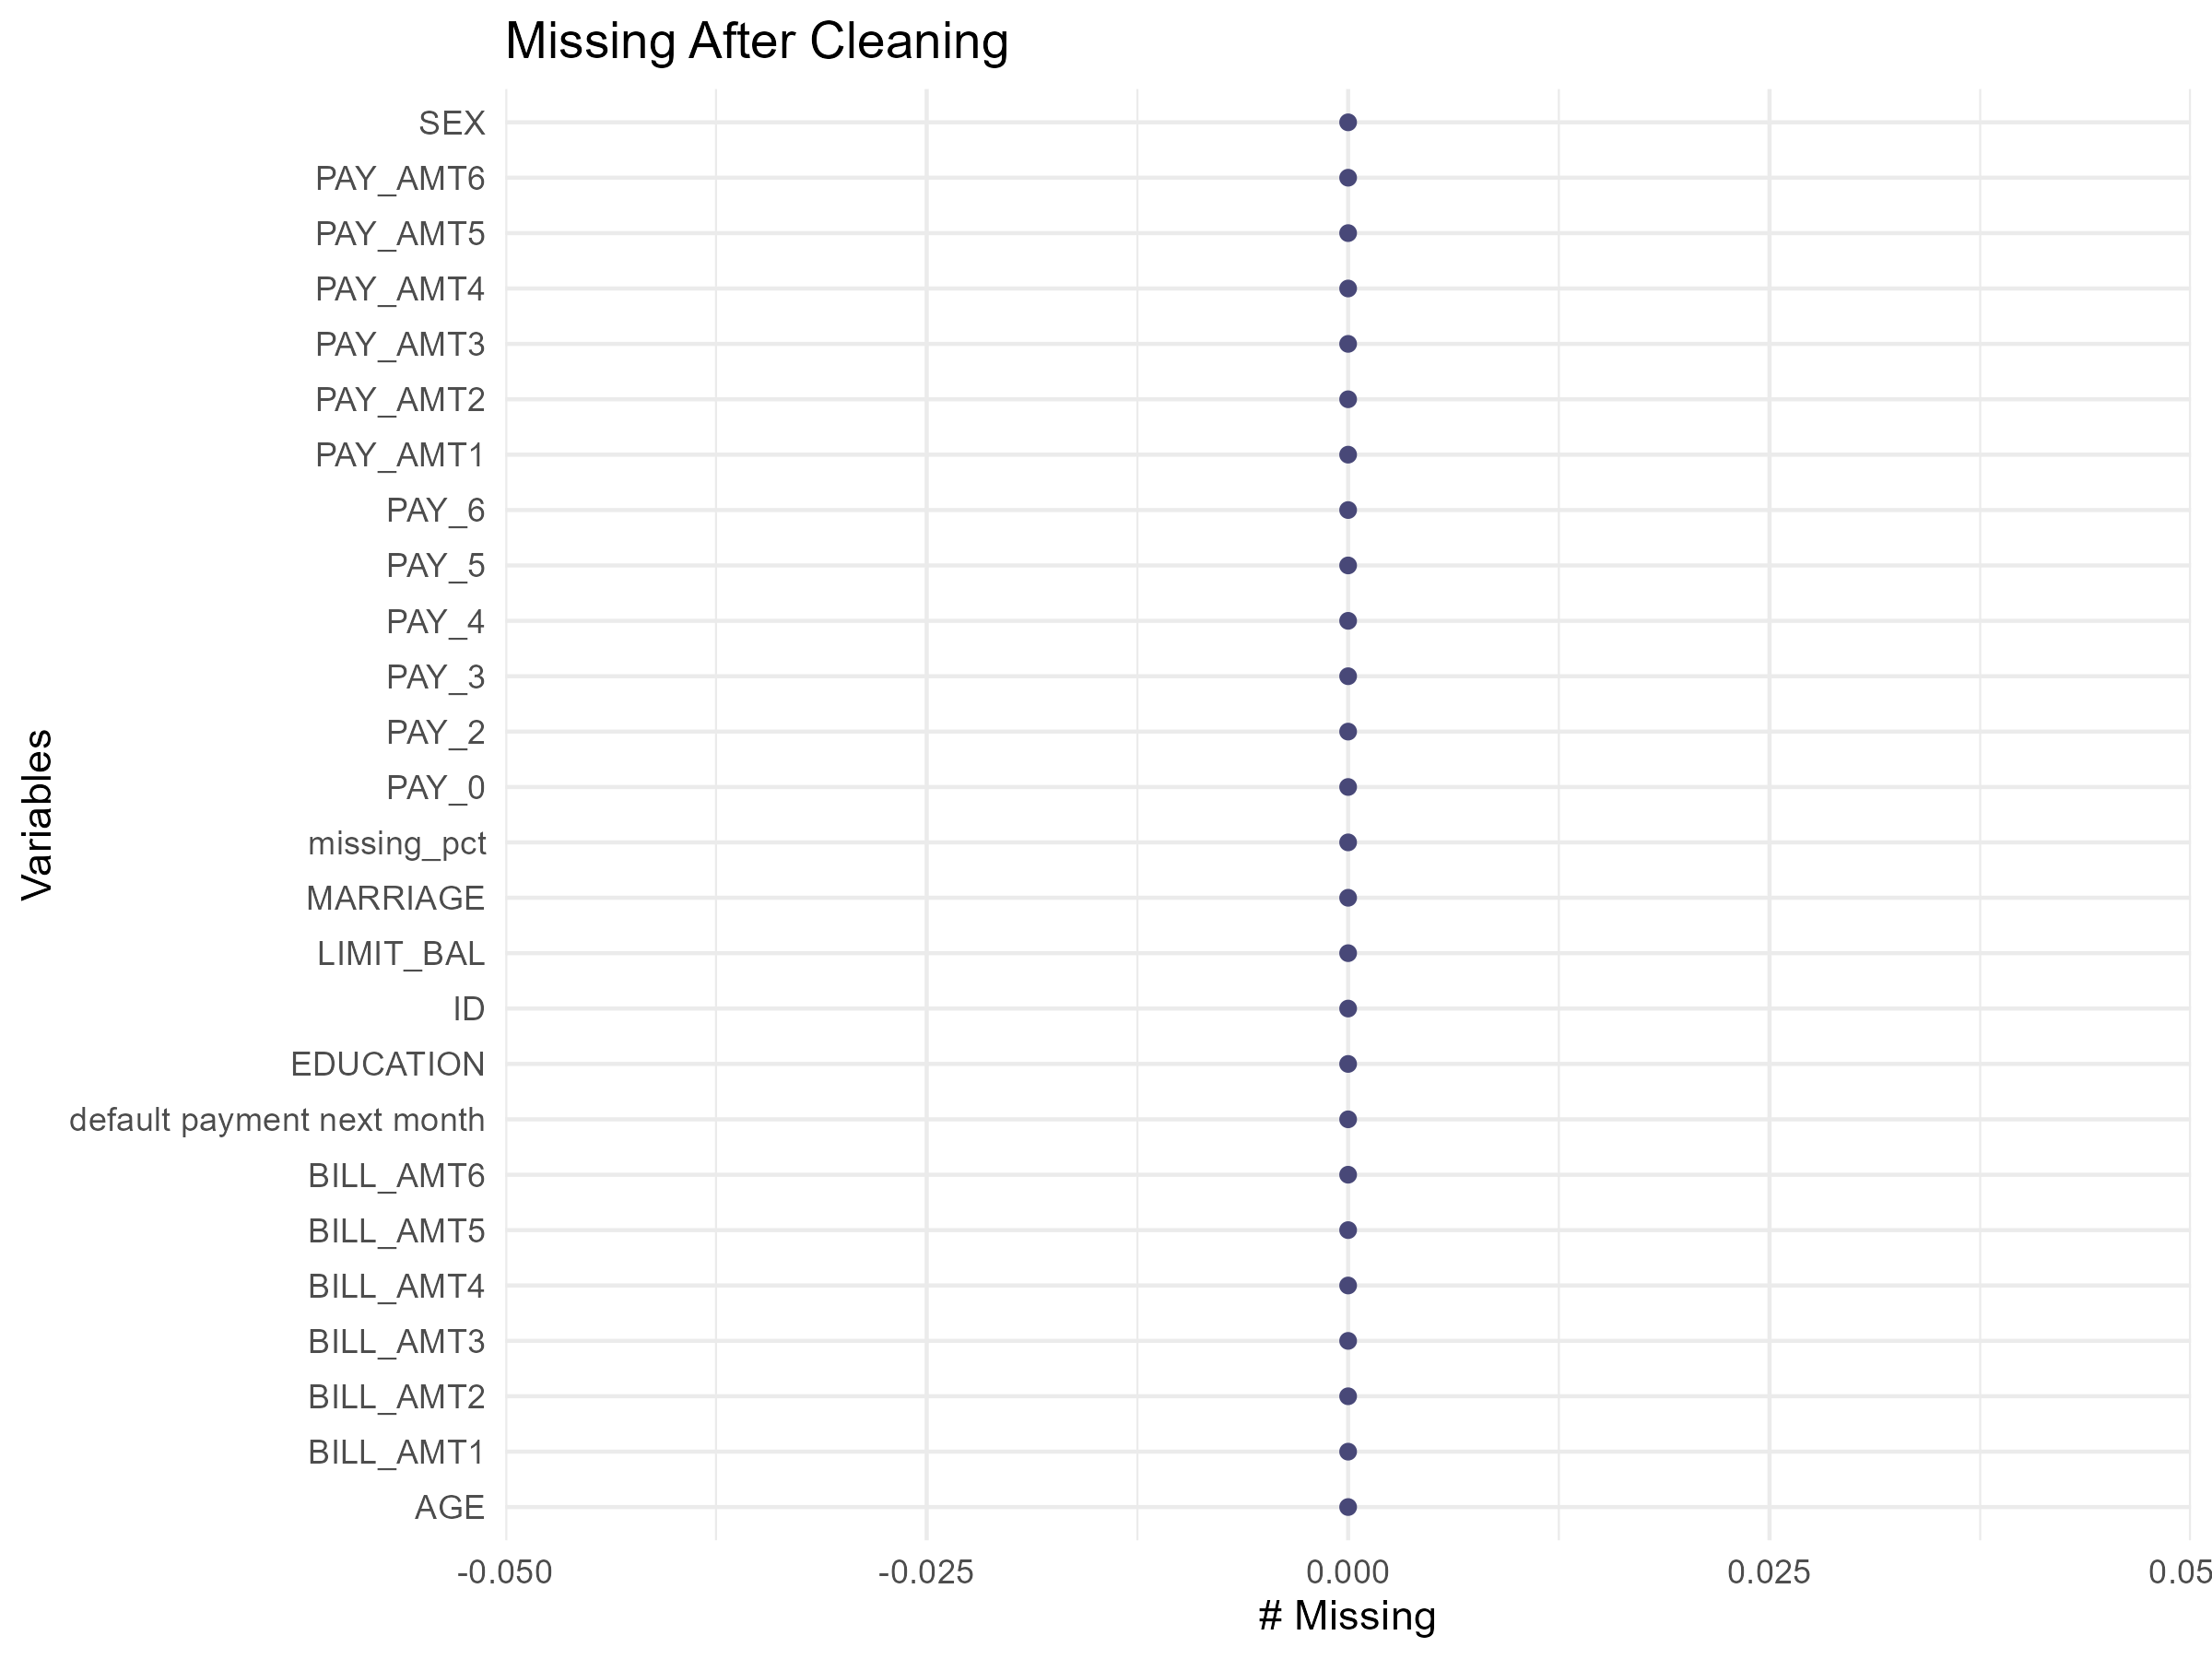 Missing After Cleaning
SEX
PAY_AMT6
PAY_AMT5
PAY_AMT4
PAY_AMT3
PAY_AMT2
PAY_AMT1
PAY_6
PAY_5
PAY_4
PAY_3
PAY_2
PAY_0
missing_pct
MARRIAGE
LIMIT_BAL
ID
EDUCATION
default payment next month
BILL_AMT6
BILL_AMT5
BILL_AMT4
BILL_AMT3
BILL_AMT2
BILL_AMT1
AGE
Variables
-0.050 -0.025 0.000 0.025 0.05
# Missing